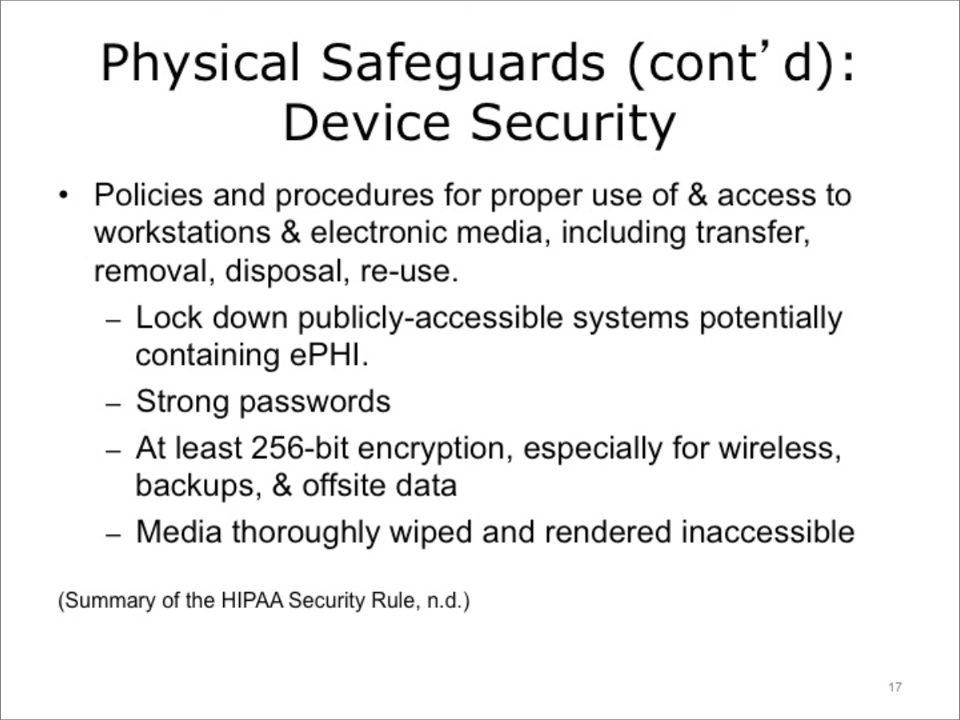 Physical Safeguards (cont’d):
Device Security
• Policies and procedures for proper use of & access to
workstations & electronic media, including transfer,
removal, disposal, re-use.
– Lock down publicly-accessible systems potentially
containing ePHI.
– Strong passwords
– At least 256-bit encryption, especially for wireless,
backups, & offsite data
– Media thoroughly wiped and rendered inaccessible
(Summary of the HIPAA Security Rule, n.d.)
17